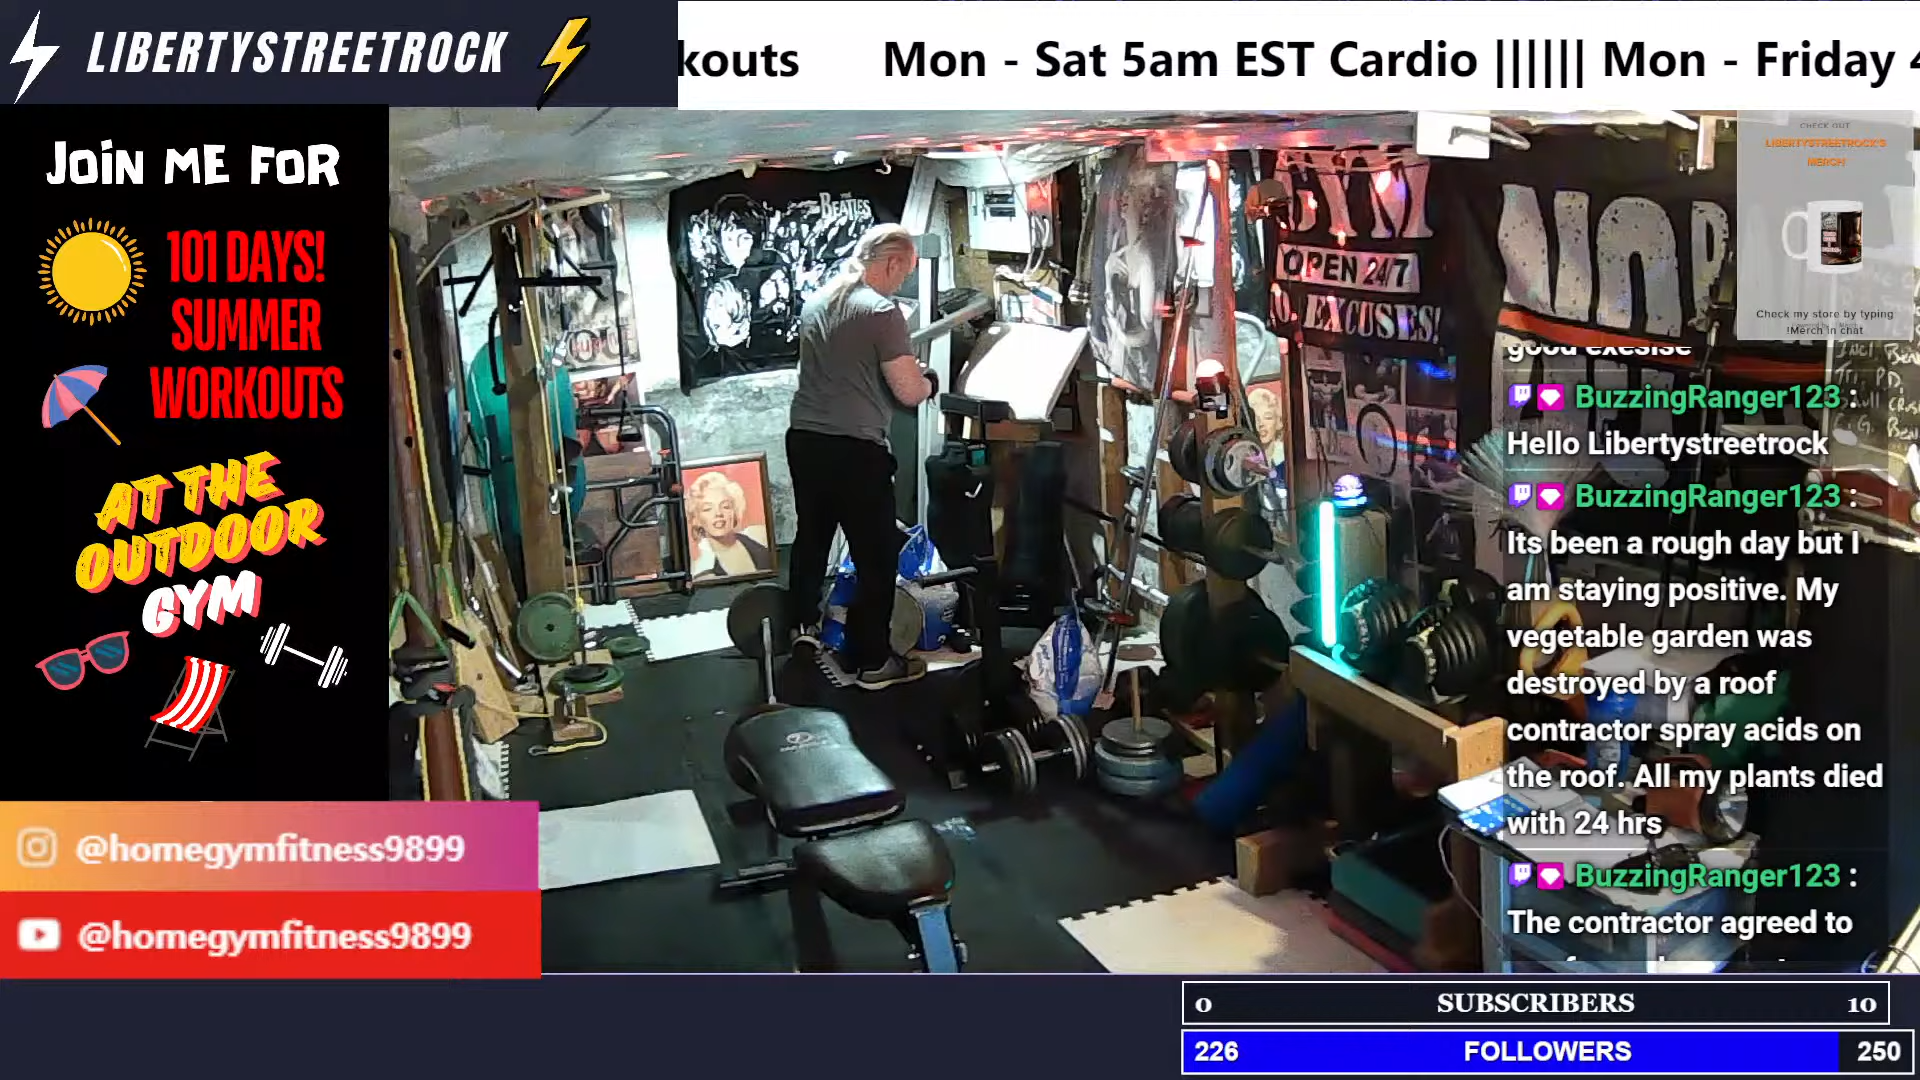 LIBERTYSTREETROCK
kouts Mon - Sat 5am EST Cardio |||||| Mon - Friday 4
JOIN ME FOR
101 DAYS!
SUMMER
WORKOUTS
AT THE
OUTDOOR
GYM
@homegymfitness9899
@homegymfitness9899
THE
BEATLES
GYM
OPEN 24/7
NO EXCUSES!
CHECK OUT
LIBERTYSTREETROCK'S
MERCH
Check my store by typing
!Merch in chat
good exesise
BuzzingRanger123 :
Hello Libertystreetrock
BuzzingRanger123 :
Its been a rough day but I
am staying positive. My
vegetable garden was
destroyed by a roof
contractor spray acids on
the roof. All my plants died
with 24 hrs
BuzzingRanger123 :
The contractor agreed to
0 SUBSCRIBERS 10
226 FOLLOWERS 250